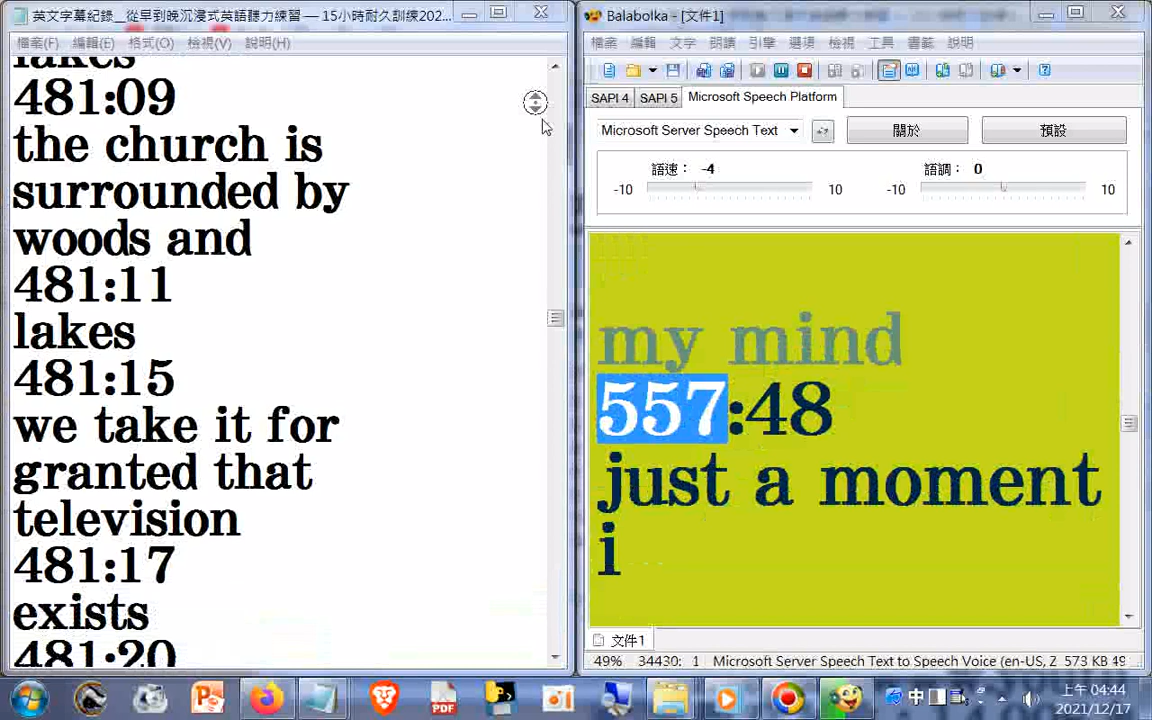 英文字幕紀錄__從早到晚沉浸式英語聽力練習 — 15小時耐久訓練202...
檔案(F) 編輯(E) 格式(O) 檢視(V) 說明(H)
lakes
481:09
the church is
surrounded by
woods and
481:11
lakes
481:15
we take it for
granted that
television
481:17
exists
481:20
Balabolka - [文件1]
檔案 編輯 文字 朗讀 引擎 選項 檢視 工具 書籤 說明
SAPI 4 SAPI 5 Microsoft Speech Platform
Microsoft Server Speech Text 關於 預設
語速： -4 語調： 0
-10 10 -10 10
my mind
557:48
just a moment
i
文件1
49% 34430: 1 Microsoft Server Speech Text to Speech Voice (en-US, Z 573 KB 49
PDF
中
上午 04:44
2021/12/17